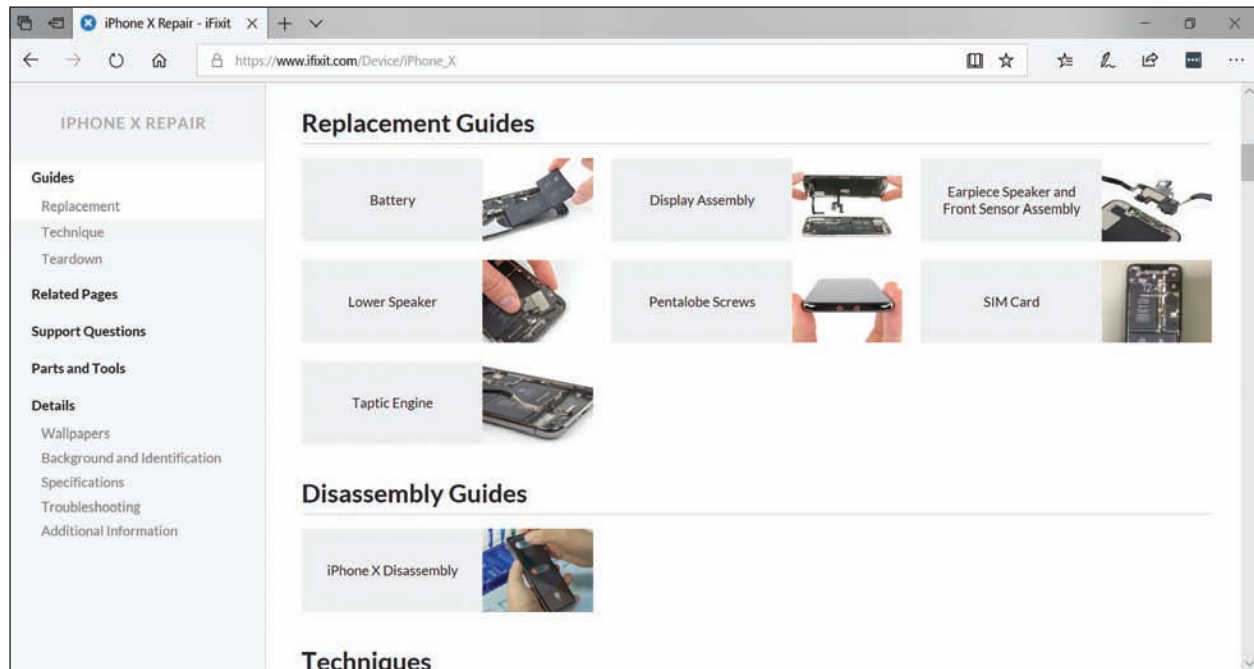 iPhone X Repair - iFixit
https://www.ifixit.com/Device/iPhone_X
IPHONE X REPAIR
Guides
Replacement
Technique
Teardown
Related Pages
Support Questions
Parts and Tools
Details
Wallpapers
Background and Identification
Specifications
Troubleshooting
Additional Information
Replacement Guides
Battery
Display Assembly
Earpiece Speaker and
Front Sensor Assembly
Lower Speaker
Pentalobe Screws
SIM Card
Taptic Engine
Disassembly Guides
iPhone X Disassembly
Techniques